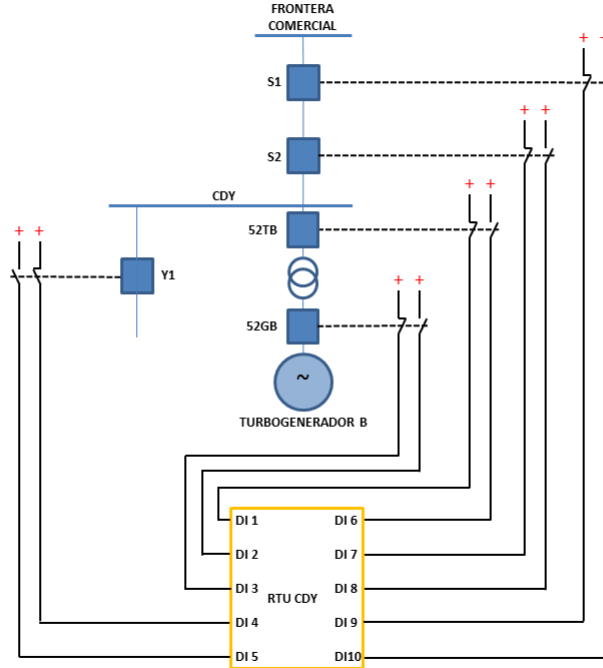 FRONTERA
COMERCIAL
+
S1
+ +
S2
+ +
CDY
52TB
+ +
Y1
+ +
52GB
~
TURBOGENERADOR B
DI 1 DI 6
DI 2 DI 7
DI 3 DI 8
RTU CDY
DI 4 DI 9
DI 5 DI10